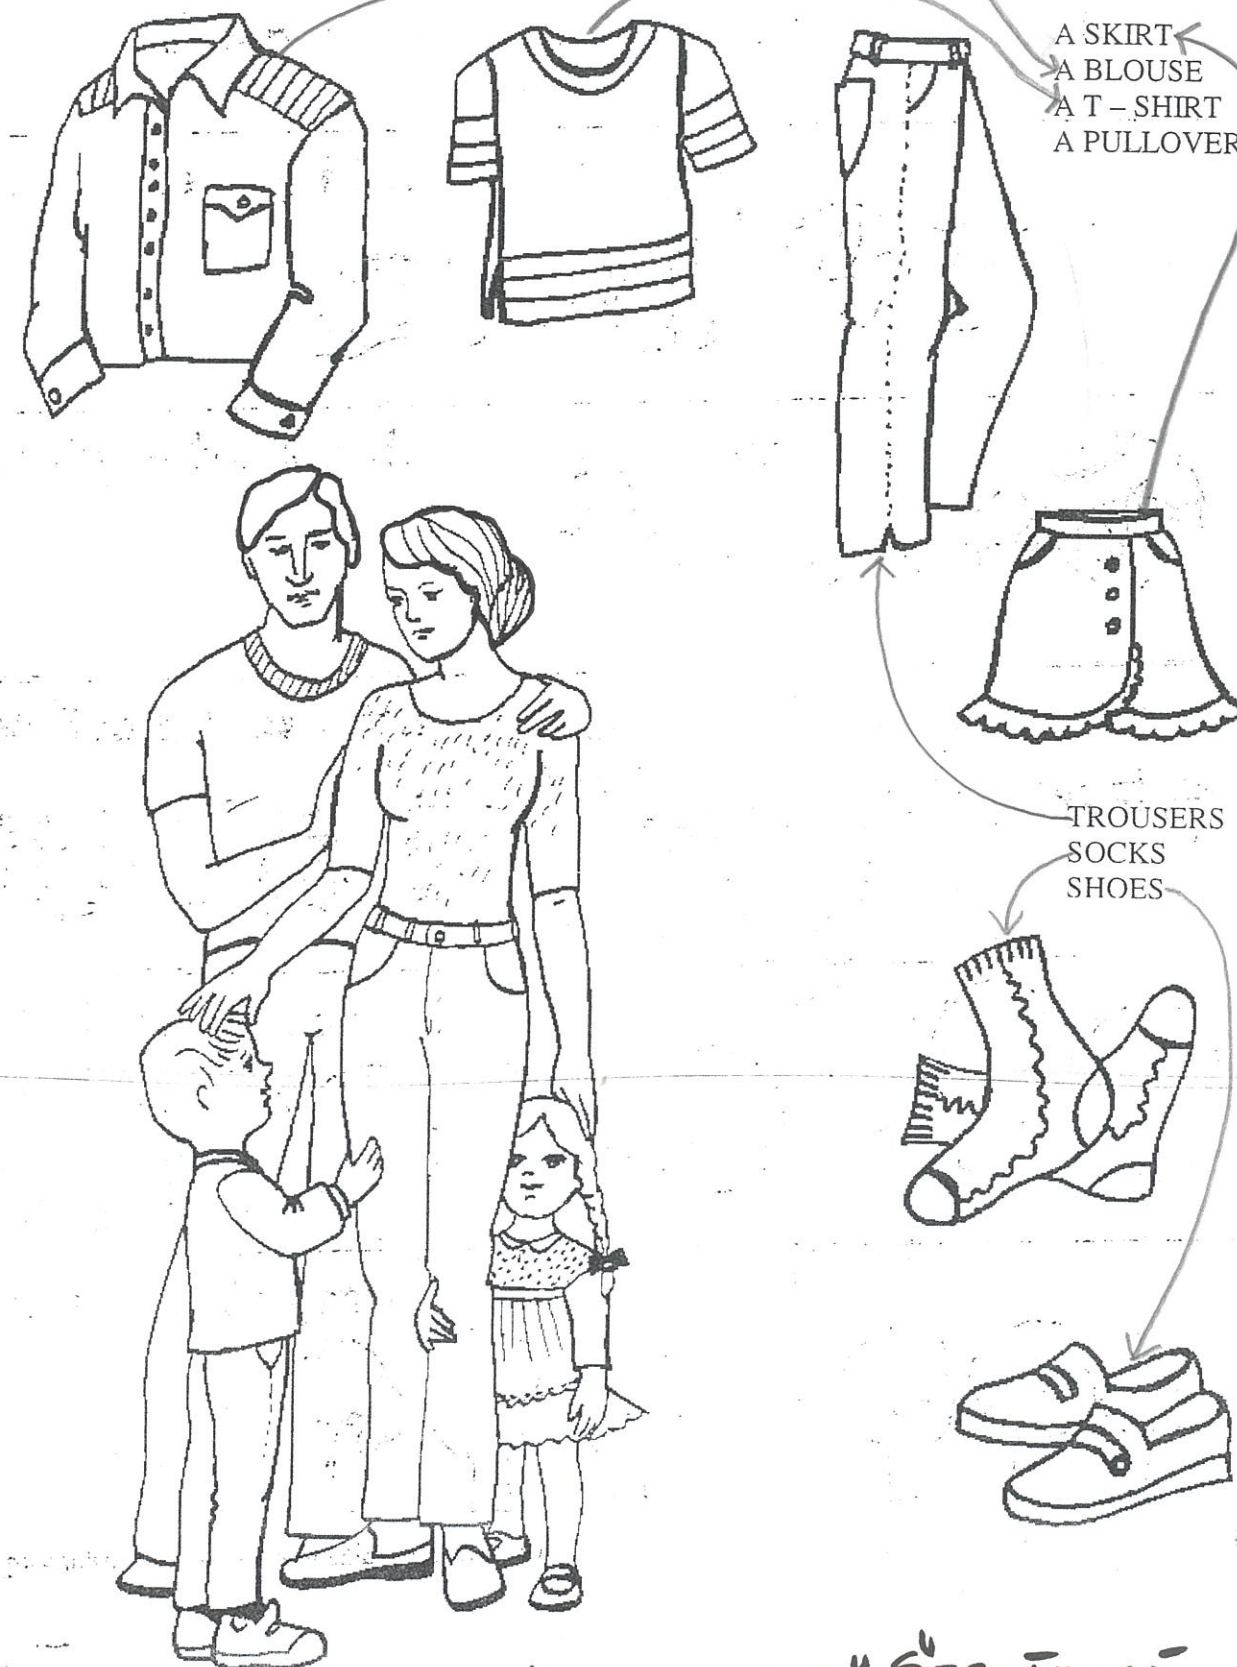 A SKIRT
A BLOUSE
A T – SHIRT
A PULLOVER
TROUSERS
SOCKS
SHOES